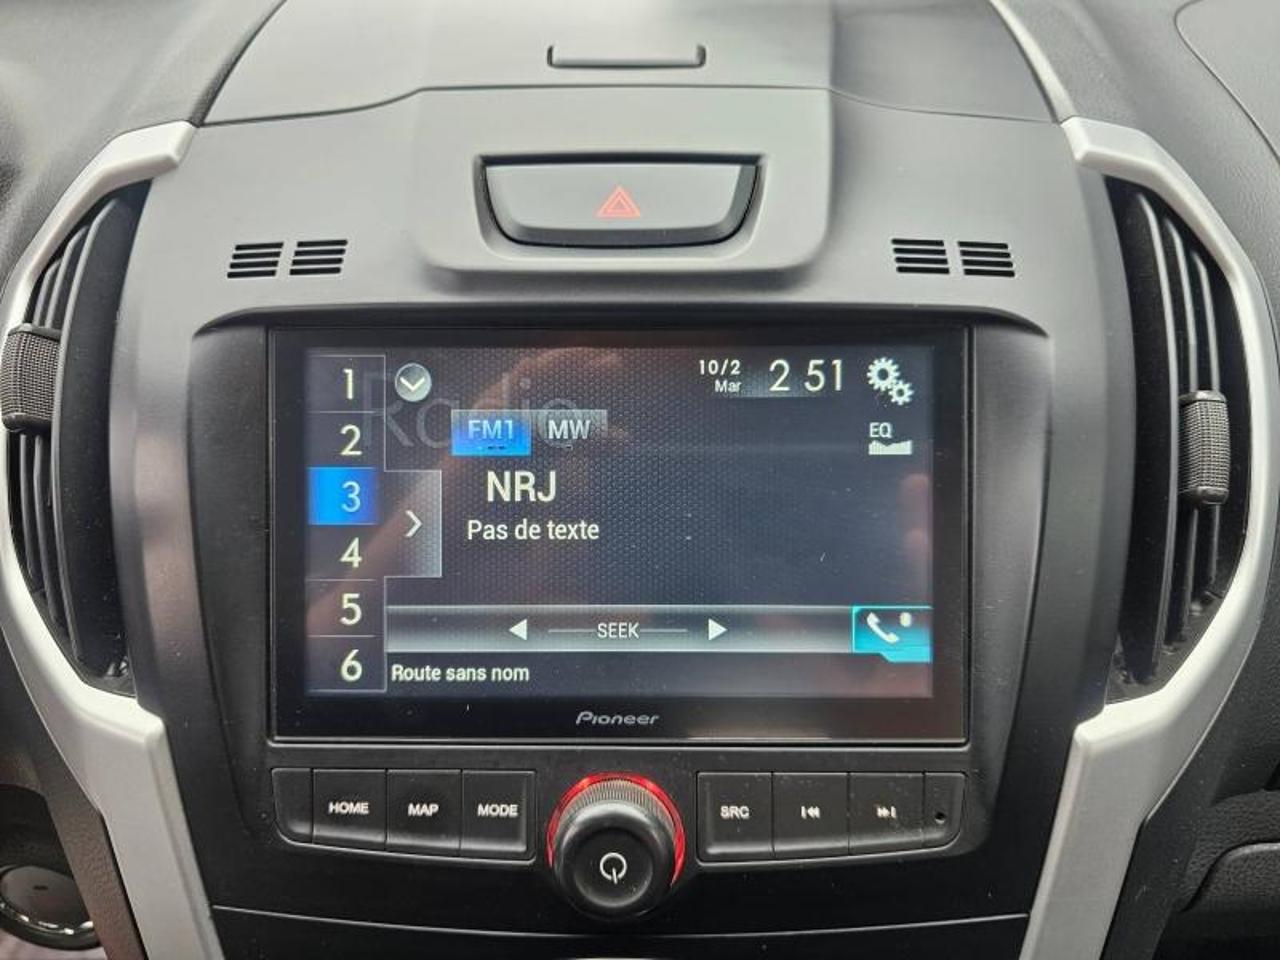 1
2
3
4
5
6
Radio
10/2
Mar
2 51
FM1
MW
EQ
NRJ
Pas de texte
SEEK
Route sans nom
Pioneer
HOME
MAP
MODE
SRC